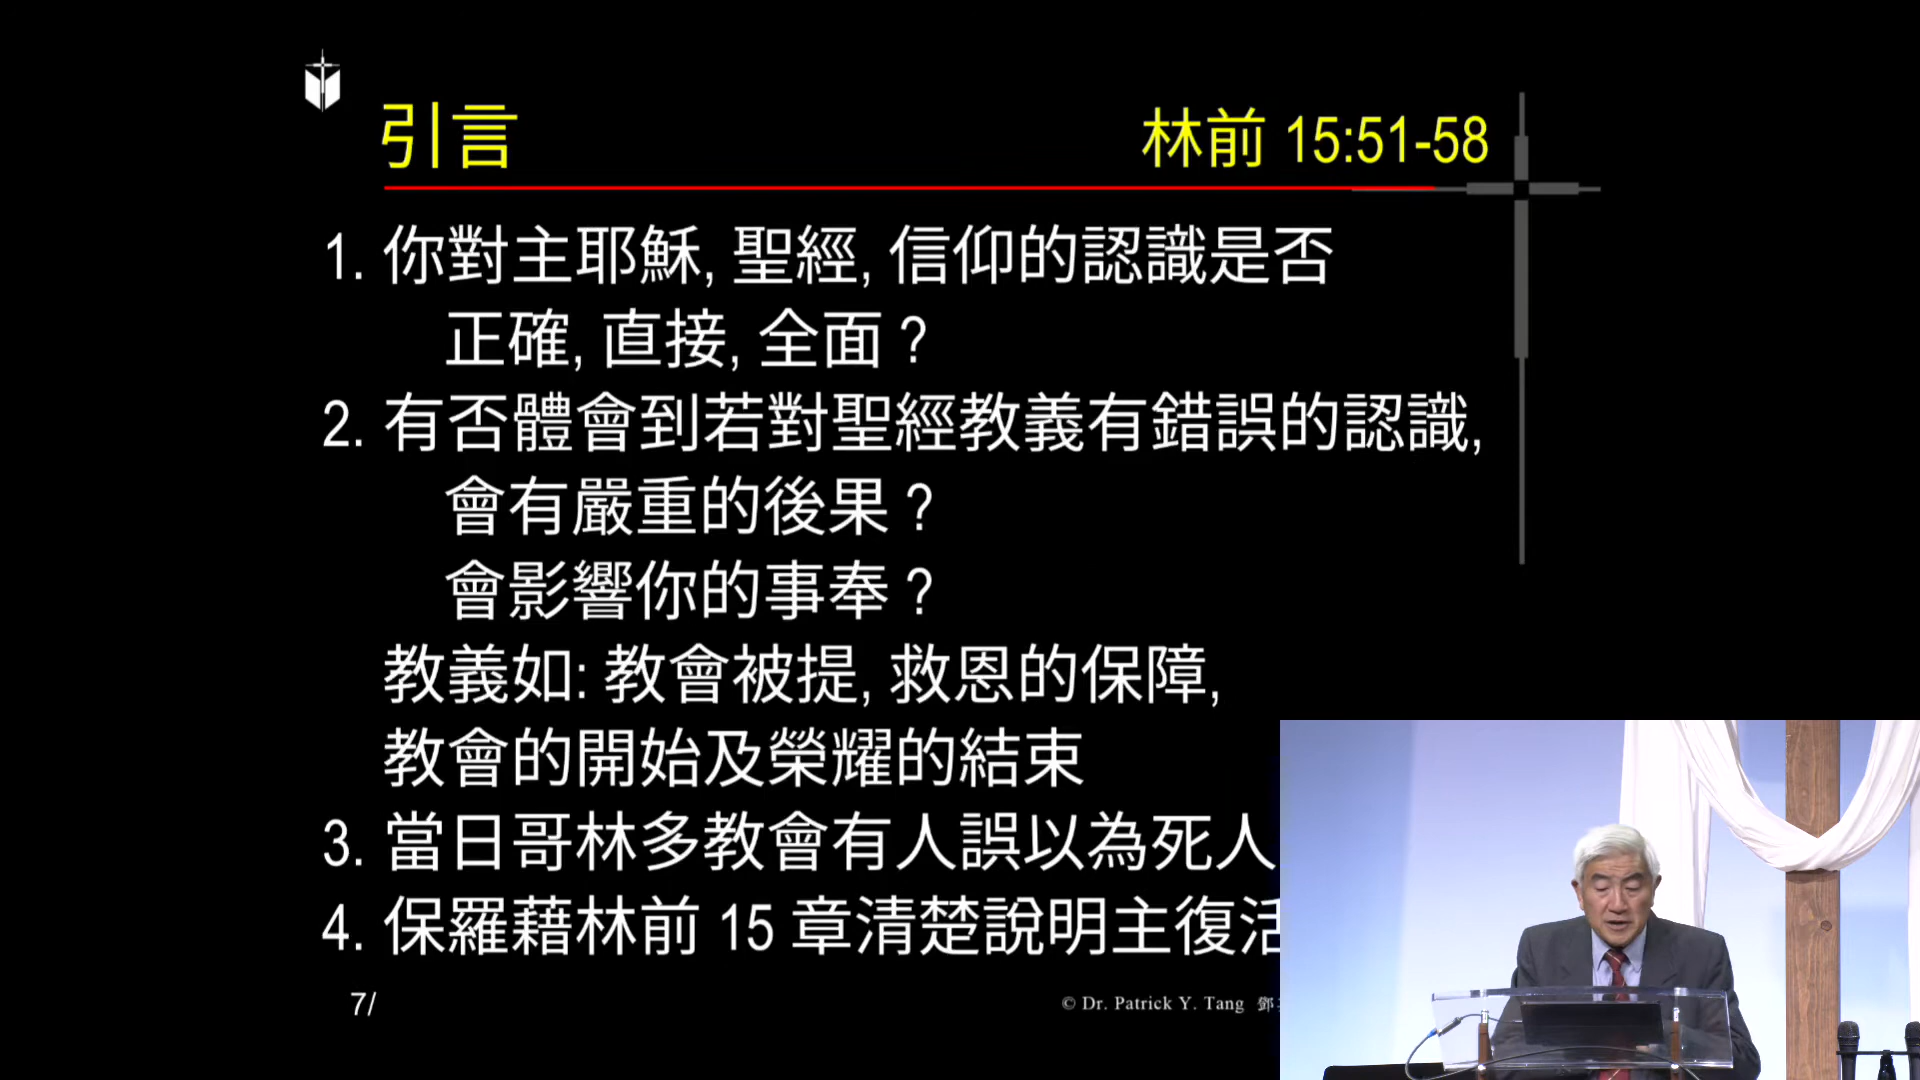 引言
林前 15:51-58
1. 你對主耶穌, 聖經, 信仰的認識是否
正確, 直接, 全面？
2. 有否體會到若對聖經教義有錯誤的認識,
會有嚴重的後果？
會影響你的事奉？
教義如: 教會被提, 救恩的保障,
教會的開始及榮耀的結束
3. 當日哥林多教會有人誤以為死人
4. 保羅藉林前 15 章清楚說明主復活
7/
© Dr. Patrick Y. Tang